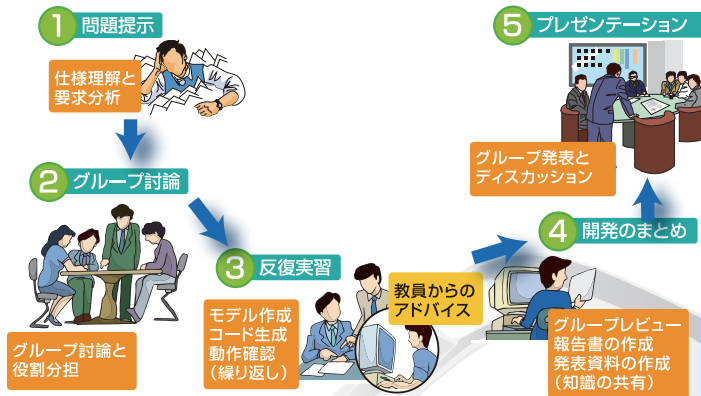 1 問題提示
仕様理解と
要求分析
2 グループ討論
グループ討論と
役割分担
3 反復実習
モデル作成
コード生成
動作確認
（繰り返し）
教員からの
アドバイス
4 開発のまとめ
グループレビュー
報告書の作成
発表資料の作成
（知識の共有）
5 プレゼンテーション
グループ発表と
ディスカッション